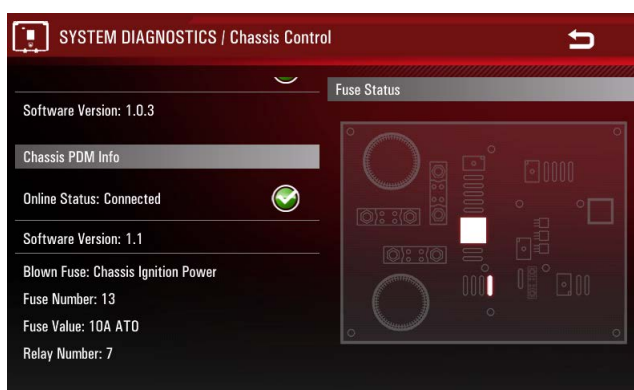 SYSTEM DIAGNOSTICS / Chassis Control
Software Version: 1.0.3
Chassis PDM Info
Online Status: Connected
Software Version: 1.1
Blown Fuse: Chassis Ignition Power
Fuse Number: 13
Fuse Value: 10A ATO
Relay Number: 7
Fuse Status